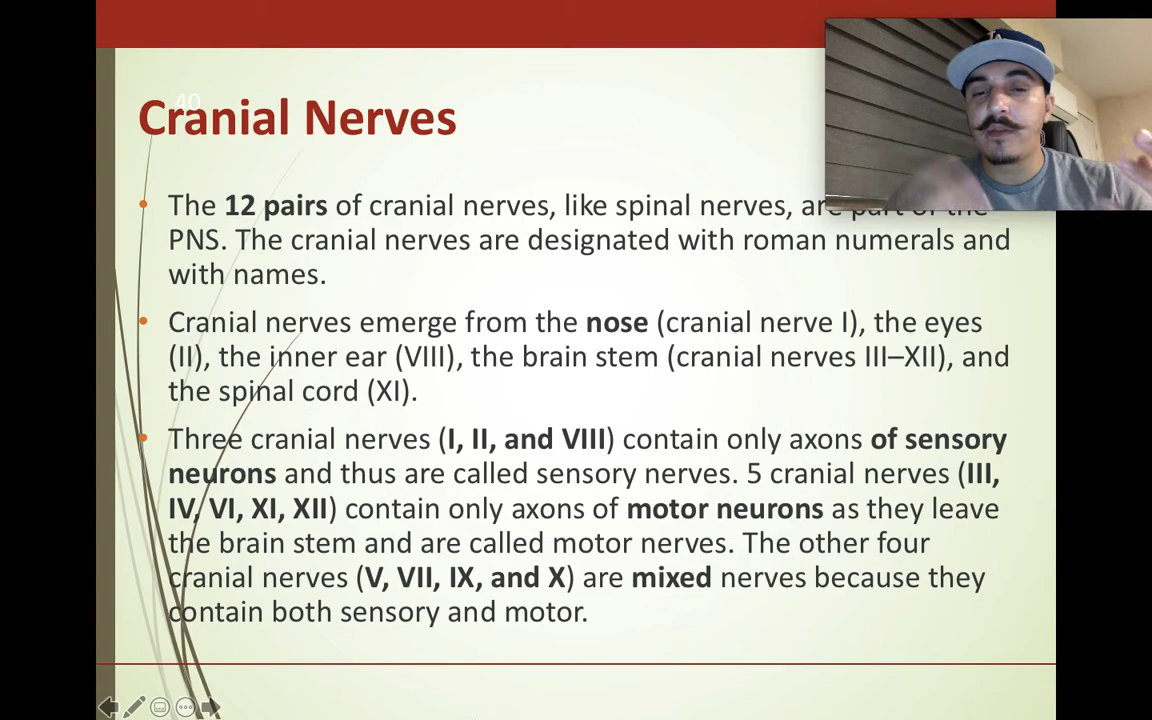 40
Cranial Nerves
The 12 pairs of cranial nerves, like spinal nerves, are part of the
PNS. The cranial nerves are designated with roman numerals and
with names.
Cranial nerves emerge from the nose (cranial nerve I), the eyes
(II), the inner ear (VIII), the brain stem (cranial nerves III–XII), and
the spinal cord (XI).
Three cranial nerves (I, II, and VIII) contain only axons of sensory
neurons and thus are called sensory nerves. 5 cranial nerves (III,
IV, VI, XI, XII) contain only axons of motor neurons as they leave
the brain stem and are called motor nerves. The other four
cranial nerves (V, VII, IX, and X) are mixed nerves because they
contain both sensory and motor.